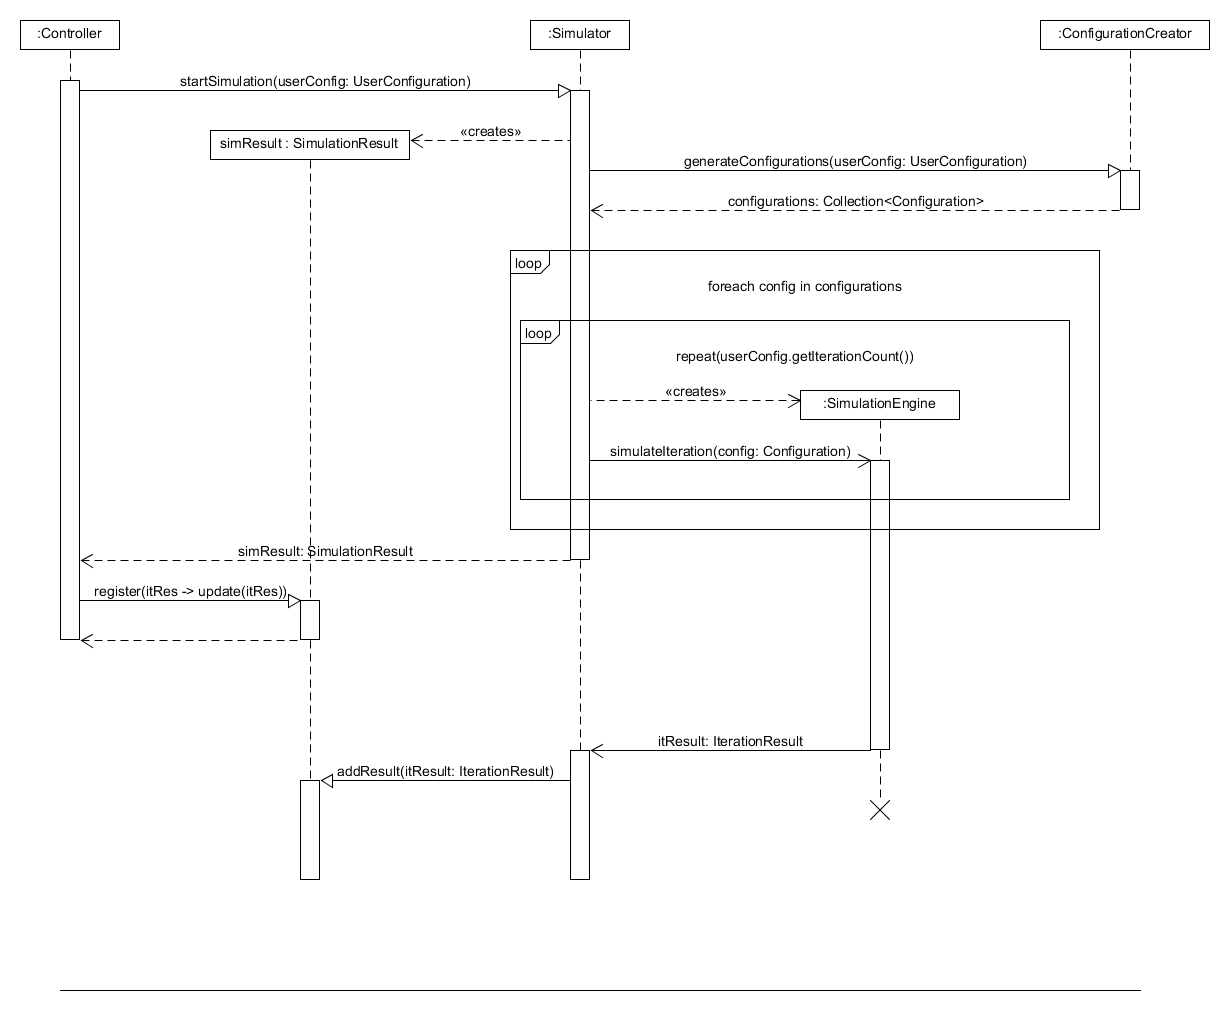 :Controller
:Simulator
:ConfigurationCreator
startSimulation(userConfig: UserConfiguration)
«creates»
simResult : SimulationResult
generateConfigurations(userConfig: UserConfiguration)
configurations: Collection<Configuration>
loop
foreach config in configurations
loop
repeat(userConfig.getIterationCount())
«creates»
:SimulationEngine
simulateIteration(config: Configuration)
simResult: SimulationResult
register(itRes -> update(itRes))
itResult: IterationResult
addResult(itResult: IterationResult)